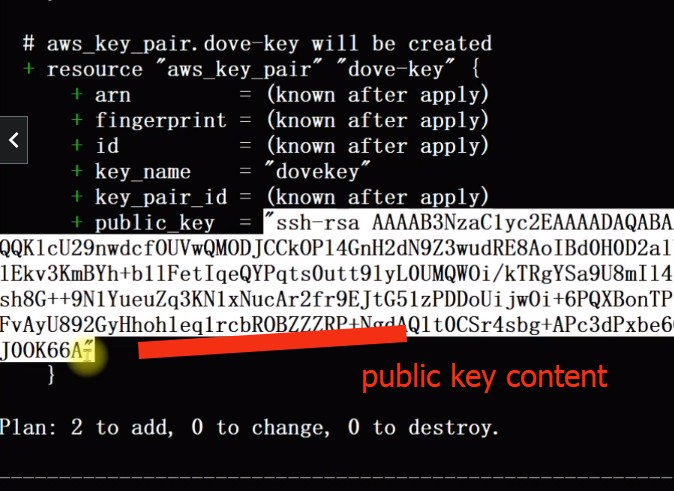 # aws_key_pair.dove-key will be created
+ resource "aws_key_pair" "dove-key" {
+ arn = (known after apply)
+ fingerprint = (known after apply)
+ id = (known after apply)
+ key_name = "dovekey"
+ key_pair_id = (known after apply)
+ public_key = "ssh-rsa AAAAB3NzaC1yc2EAAAADAQABA
QQK1cU29nwdcfOUVwQMODJCCkOP14GnH2dN9Z3wudRE8AoIBdOHOD2al
1Ekv3KmBYh+b11FetIqeQYPqtsOutt91yLOUMQWOi/kTRgYSa9U8mI14
sh8G++9N1YueuZq3KN1xNucAr2fr9EJtG51zPDDoUijwOi+6PQXBonTP
FvAyU892GyHhohleq1rcbROBZZZRP+NgdAQ1tOCSr4sbg+APc3dPxbe6
JOOK66A"
public key content
}
Plan: 2 to add, 0 to change, 0 to destroy.